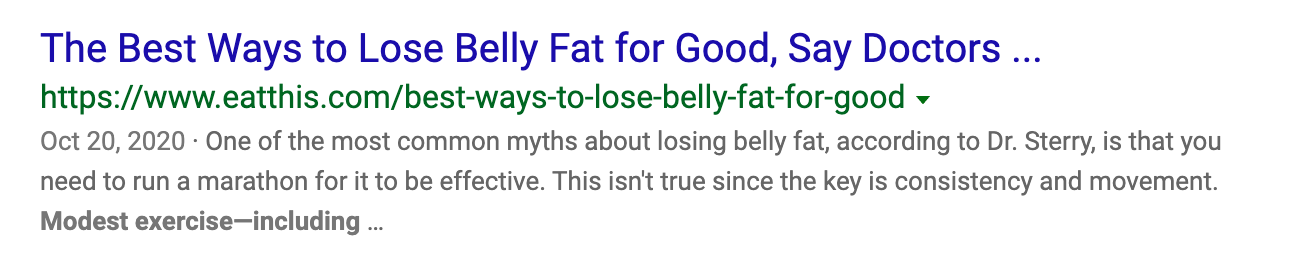 The Best Ways to Lose Belly Fat for Good, Say Doctors ...
https://www.eatthis.com/best-ways-to-lose-belly-fat-for-good
Oct 20, 2020 · One of the most common myths about losing belly fat, according to Dr. Sterry, is that you
need to run a marathon for it to be effective. This isn't true since the key is consistency and movement.
Modest exercise—including ...